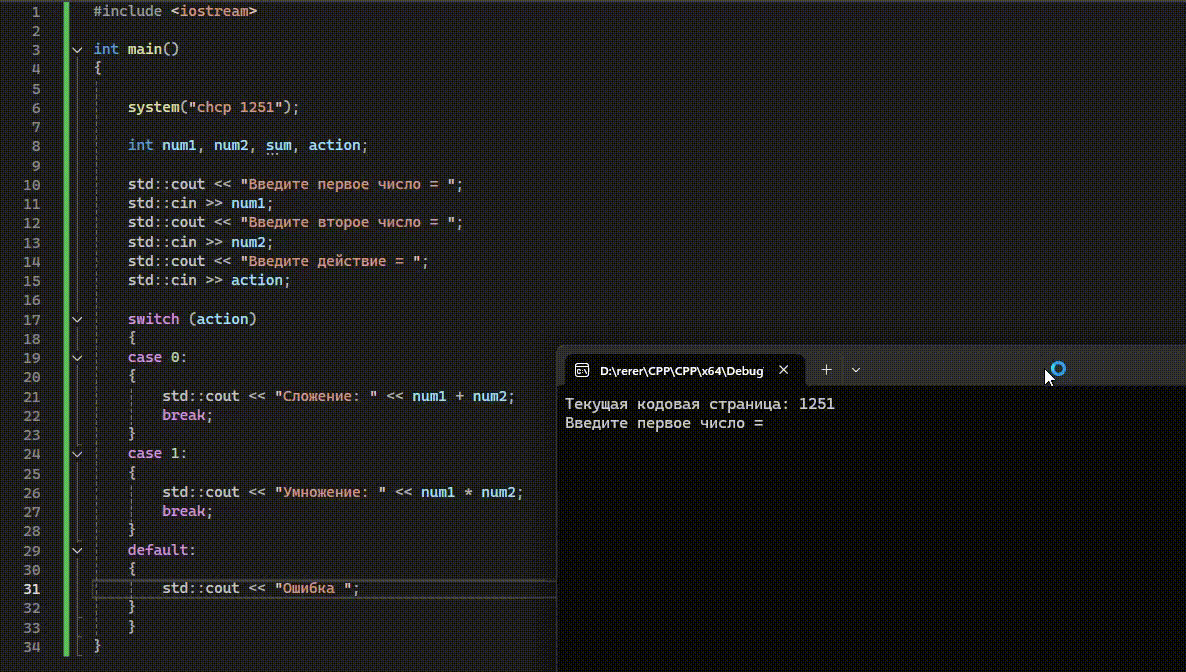 1 #include <iostream>
2
3 int main()
4 {
5
6 system("chcp 1251");
7
8 int num1, num2, sum, action;
9
10 std::cout << "Введите первое число = ";
11 std::cin >> num1;
12 std::cout << "Введите второе число = ";
13 std::cin >> num2;
14 std::cout << "Введите действие = ";
15 std::cin >> action;
16
17 switch (action)
18 {
19 case 0:
20 {
21 std::cout << "Сложение: " << num1 + num2;
22 break;
23 }
24 case 1:
25 {
26 std::cout << "Умножение: " << num1 * num2;
27 break;
28 }
29 default:
30 {
31 std::cout << "Ошибка ";
32 }
33 }
34 }
D:\rerer\CPP\CPP\x64\Debug
Текущая кодовая страница: 1251
Введите первое число =